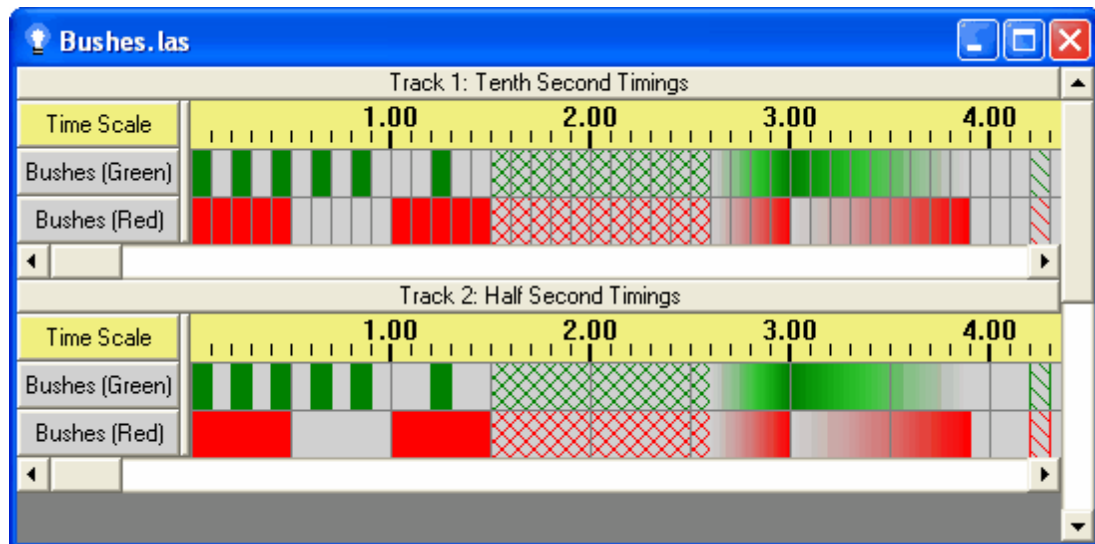 Bushes.las
Track 1: Tenth Second Timings
Time Scale 1.00 2.00 3.00 4.00
Bushes (Green)
Bushes (Red)
Track 2: Half Second Timings
Time Scale 1.00 2.00 3.00 4.00
Bushes (Green)
Bushes (Red)